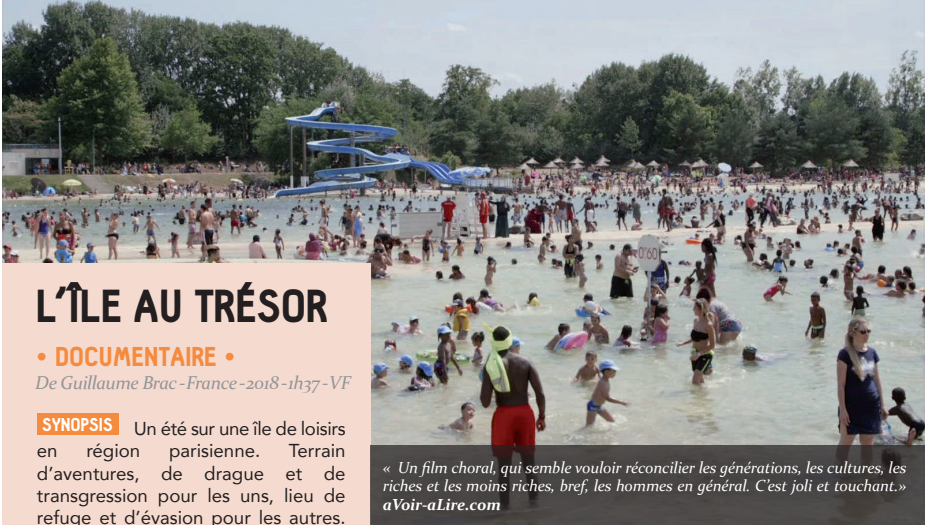 0m60
L'ÎLE AU TRÉSOR
• DOCUMENTAIRE •
De Guillaume Brac - France - 2018 - 1h37 - VF
SYNOPSIS Un été sur une île de loisirs
en région parisienne. Terrain
d'aventures, de drague et de
transgression pour les uns, lieu de
refuge et d'évasion pour les autres.
« Un film choral, qui semble vouloir réconcilier les générations, les cultures, les
riches et les moins riches, bref, les hommes en général. C'est joli et touchant.»
aVoir-aLire.com